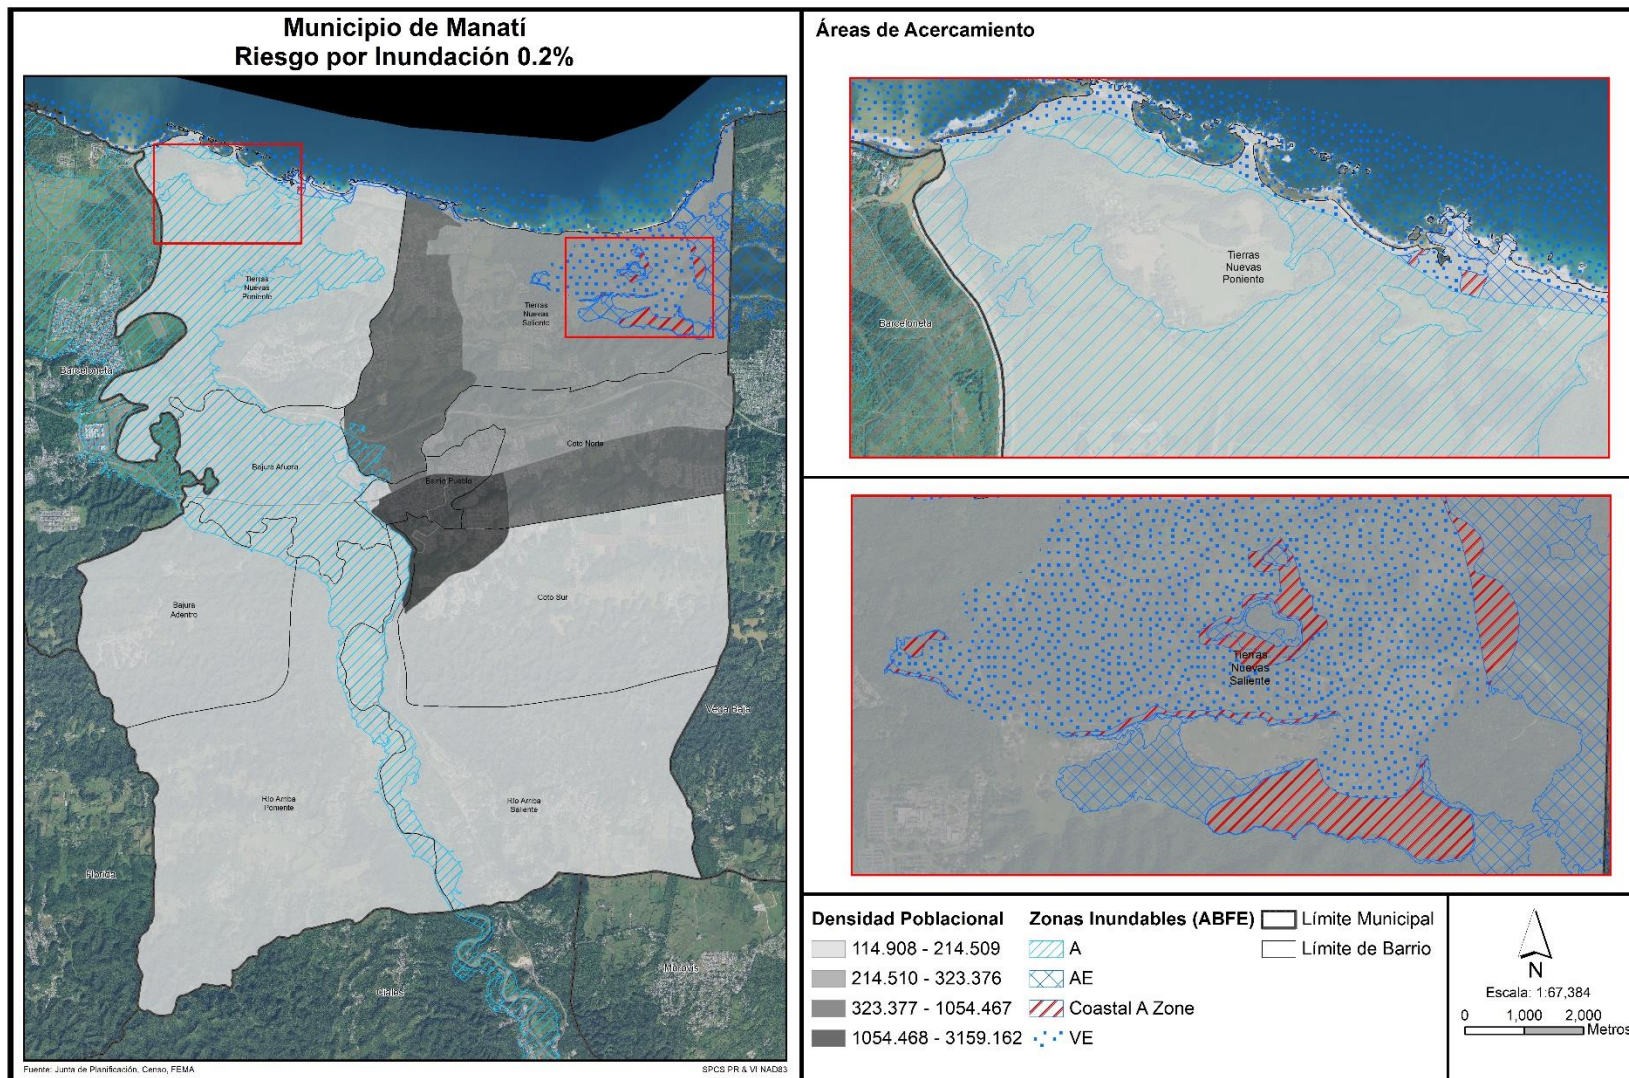 Municipio de Manatí
Riesgo por Inundación 0.2%
Tierras
Nuevas
Poniente
Tierras
Nuevas
Saliente
Barceloneta
Bajura Afuera
Coto Norte
Barrio Pueblo
Bajura
Adentro
Coto Sur
Vega Baja
Río Arriba
Poniente
Río Arriba
Saliente
Florida
Ciales
Morovis
Fuente: Junta de Planificación, Censo, FEMA
SPCS PR & VI NAD83
Áreas de Acercamiento
Tierras
Nuevas
Poniente
Barceloneta
Tierras
Nuevas
Saliente
Densidad Poblacional
114.908 - 214.509
214.510 - 323.376
323.377 - 1054.467
1054.468 - 3159.162
Zonas Inundables (ABFE)
A
AE
Coastal A Zone
VE
Límite Municipal
Límite de Barrio
N
Escala: 1:67,384
0 1,000 2,000
Metros